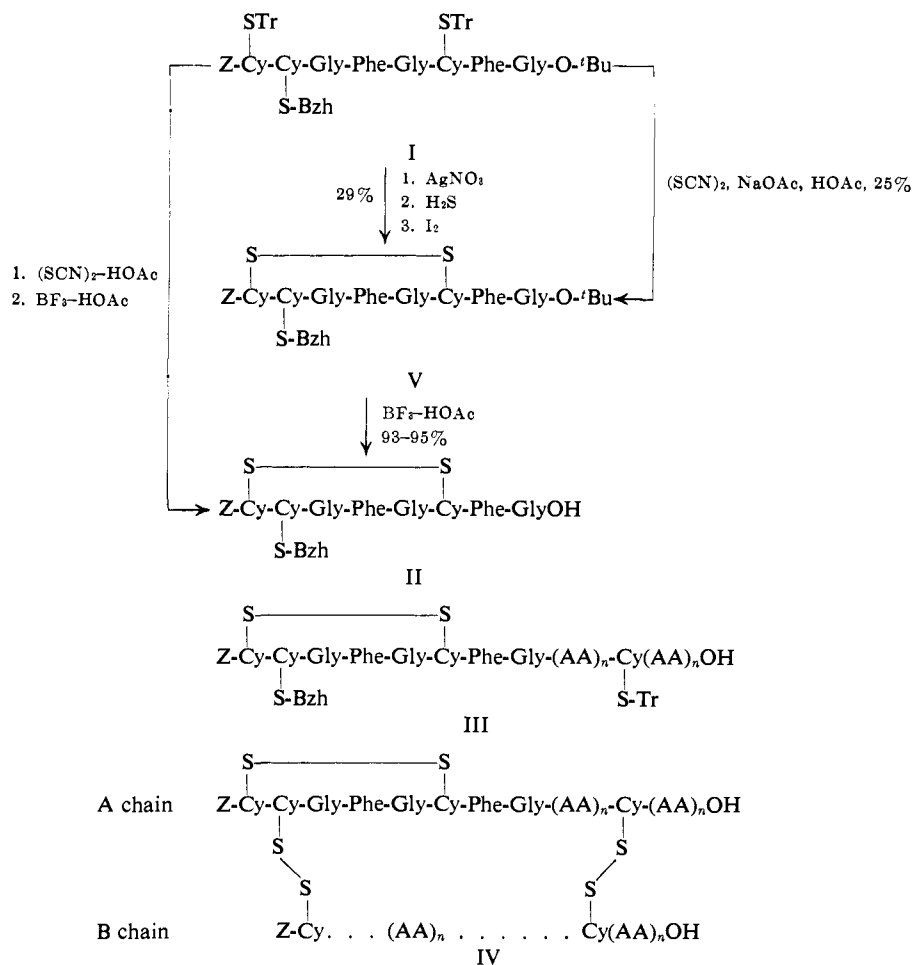 STr STr
Z-Cy-Cy-Gly-Phe-Gly-Cy-Phe-Gly-O-ᵗBu
S-Bzh
I
29%
1. AgNO₃
2. H₂S
3. I₂
(SCN)₂, NaOAc, HOAc, 25%
1. (SCN)₂–HOAc
2. BF₃–HOAc
S S
Z-Cy-Cy-Gly-Phe-Gly-Cy-Phe-Gly-O-ᵗBu
S-Bzh
V
BF₃–HOAc
93–95%
S S
Z-Cy-Cy-Gly-Phe-Gly-Cy-Phe-GlyOH
S-Bzh
II
S S
Z-Cy-Cy-Gly-Phe-Gly-Cy-Phe-Gly-(AA)ₙ-Cy(AA)ₙOH
S-Bzh S-Tr
III
S S
A chain Z-Cy-Cy-Gly-Phe-Gly-Cy-Phe-Gly-(AA)ₙ-Cy-(AA)ₙOH
S S
S S
B chain Z-Cy. . . (AA)ₙ . . . . . . Cy(AA)ₙOH
IV